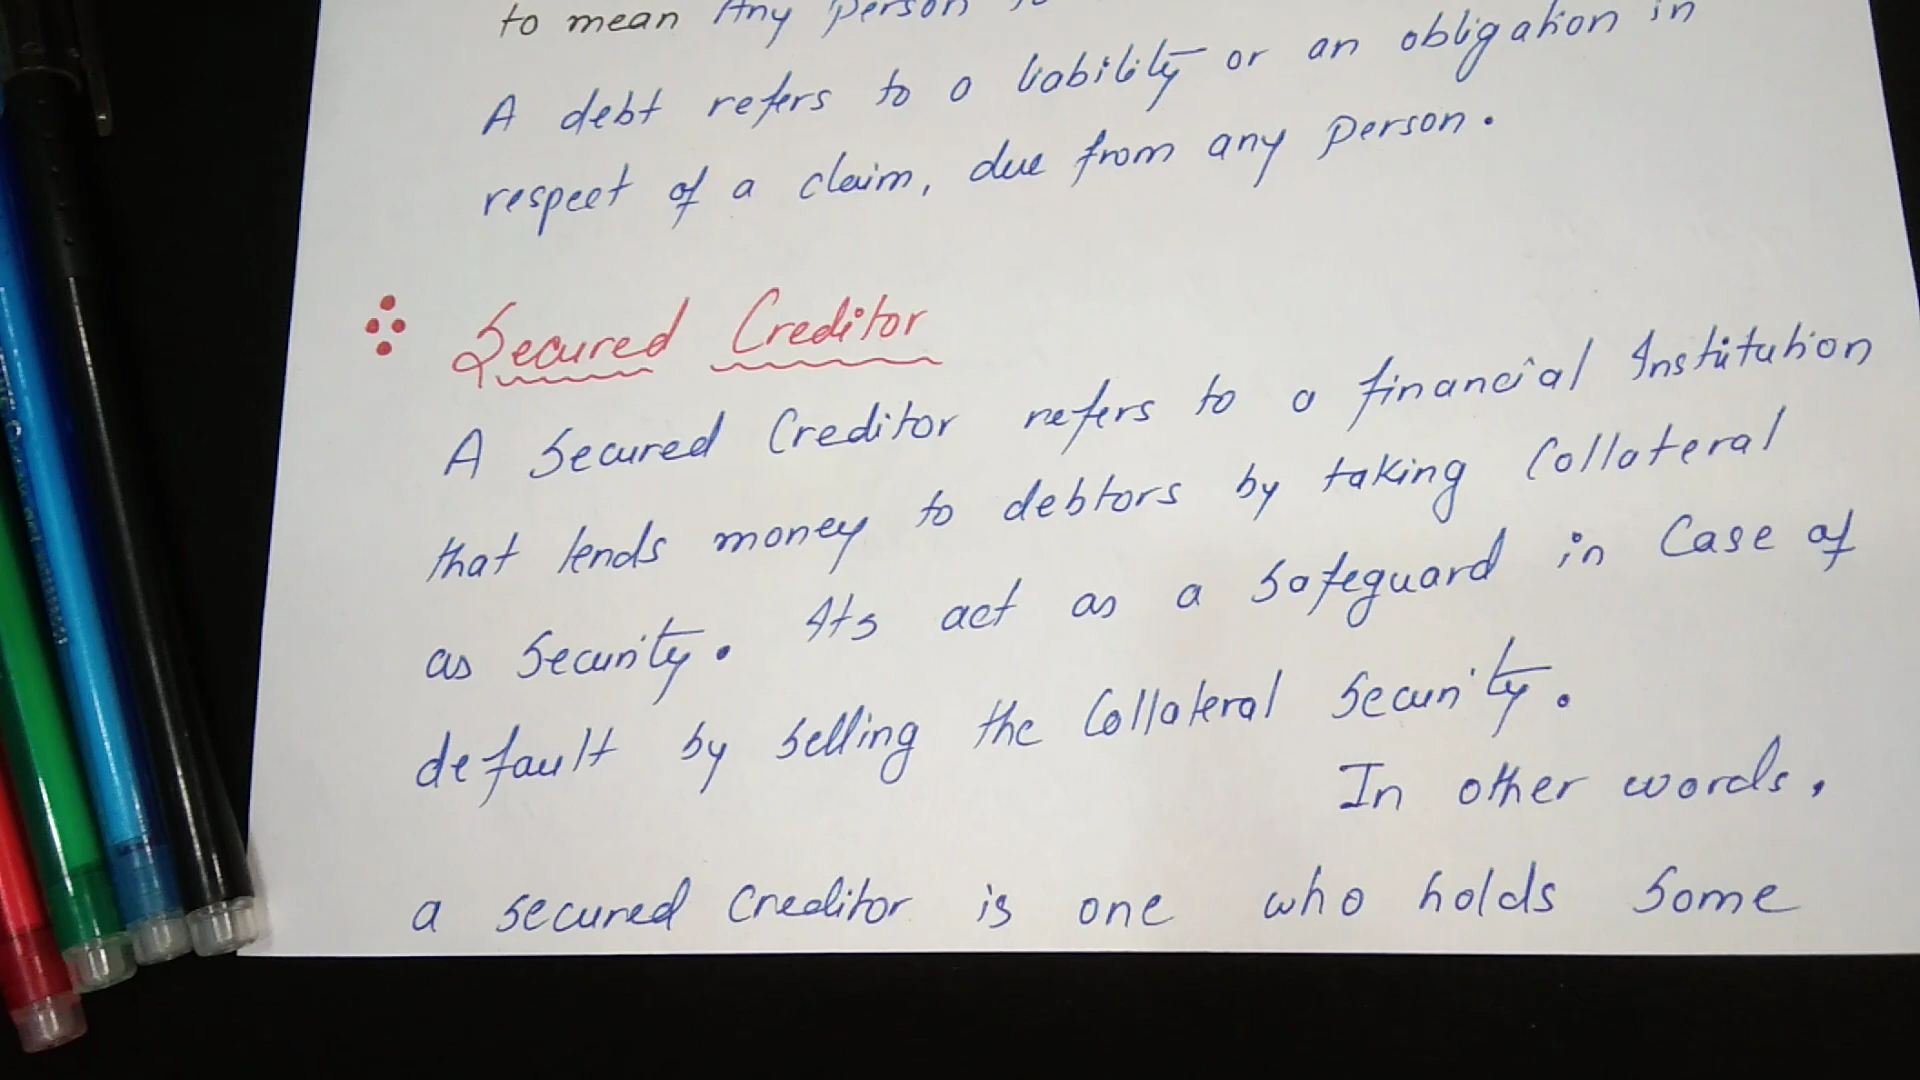 to mean Any person
A debt refers to a liability or an obligation in
respect of a claim, due from any person.
Secured Creditor
A Secured Creditor refers to a financial Institution
that lends money to debtors by taking Collateral
as Security. Its act as a Safeguard in Case of
default by Selling the Collateral Security.
In other words,
a secured Creditor is one who holds Some